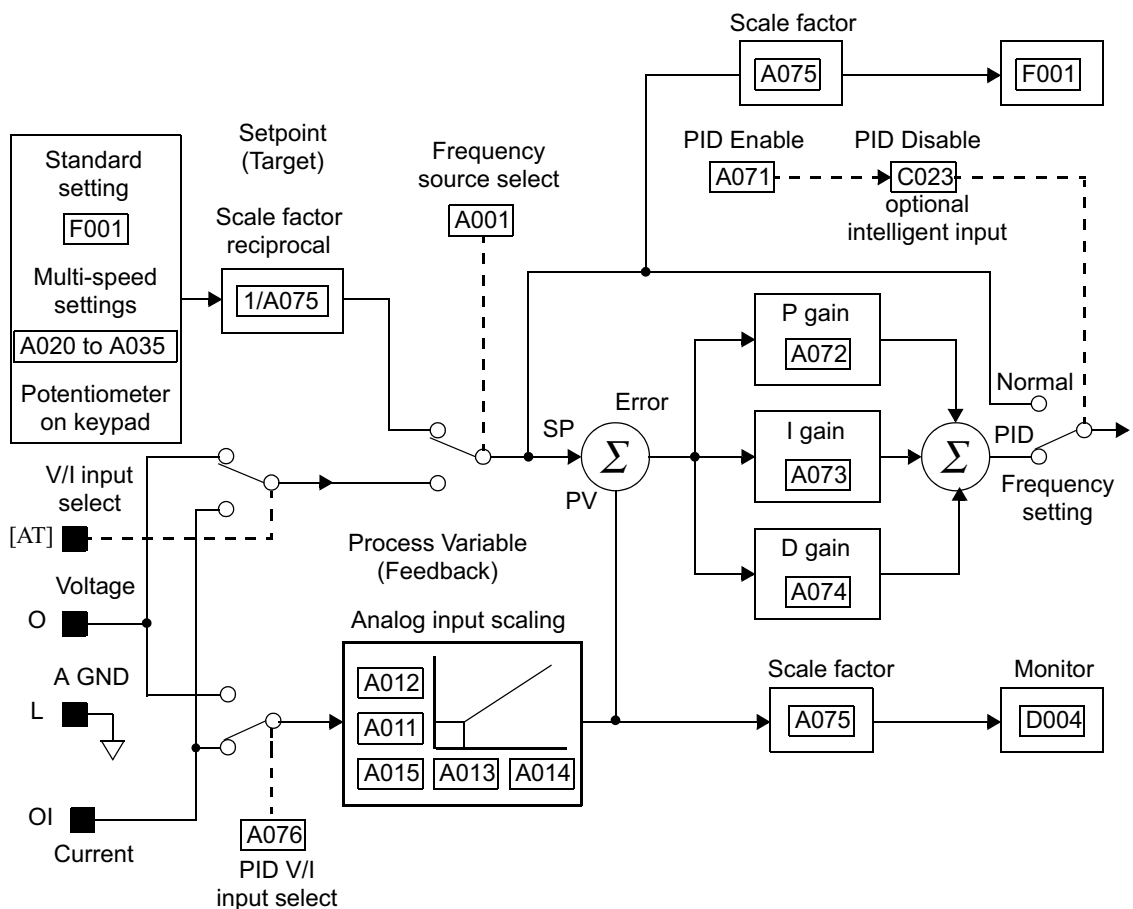 Scale factor
A075
F001
PID Enable
PID Disable
A071
C023
optional
intelligent input
Setpoint
(Target)
Frequency
source select
A001
Standard
setting
F001
Multi-speed
settings
A020 to A035
Potentiometer
on keypad
Scale factor
reciprocal
1/A075
P gain
A072
Normal
Error
SP
Σ
PV
I gain
A073
Σ
PID
Frequency
setting
V/I input
select
[AT]
D gain
A074
Process Variable
(Feedback)
Voltage
O
Analog input scaling
A012
A011
A015
A013
A014
A GND
L
Scale factor
A075
Monitor
D004
OI
Current
A076
PID V/I
input select